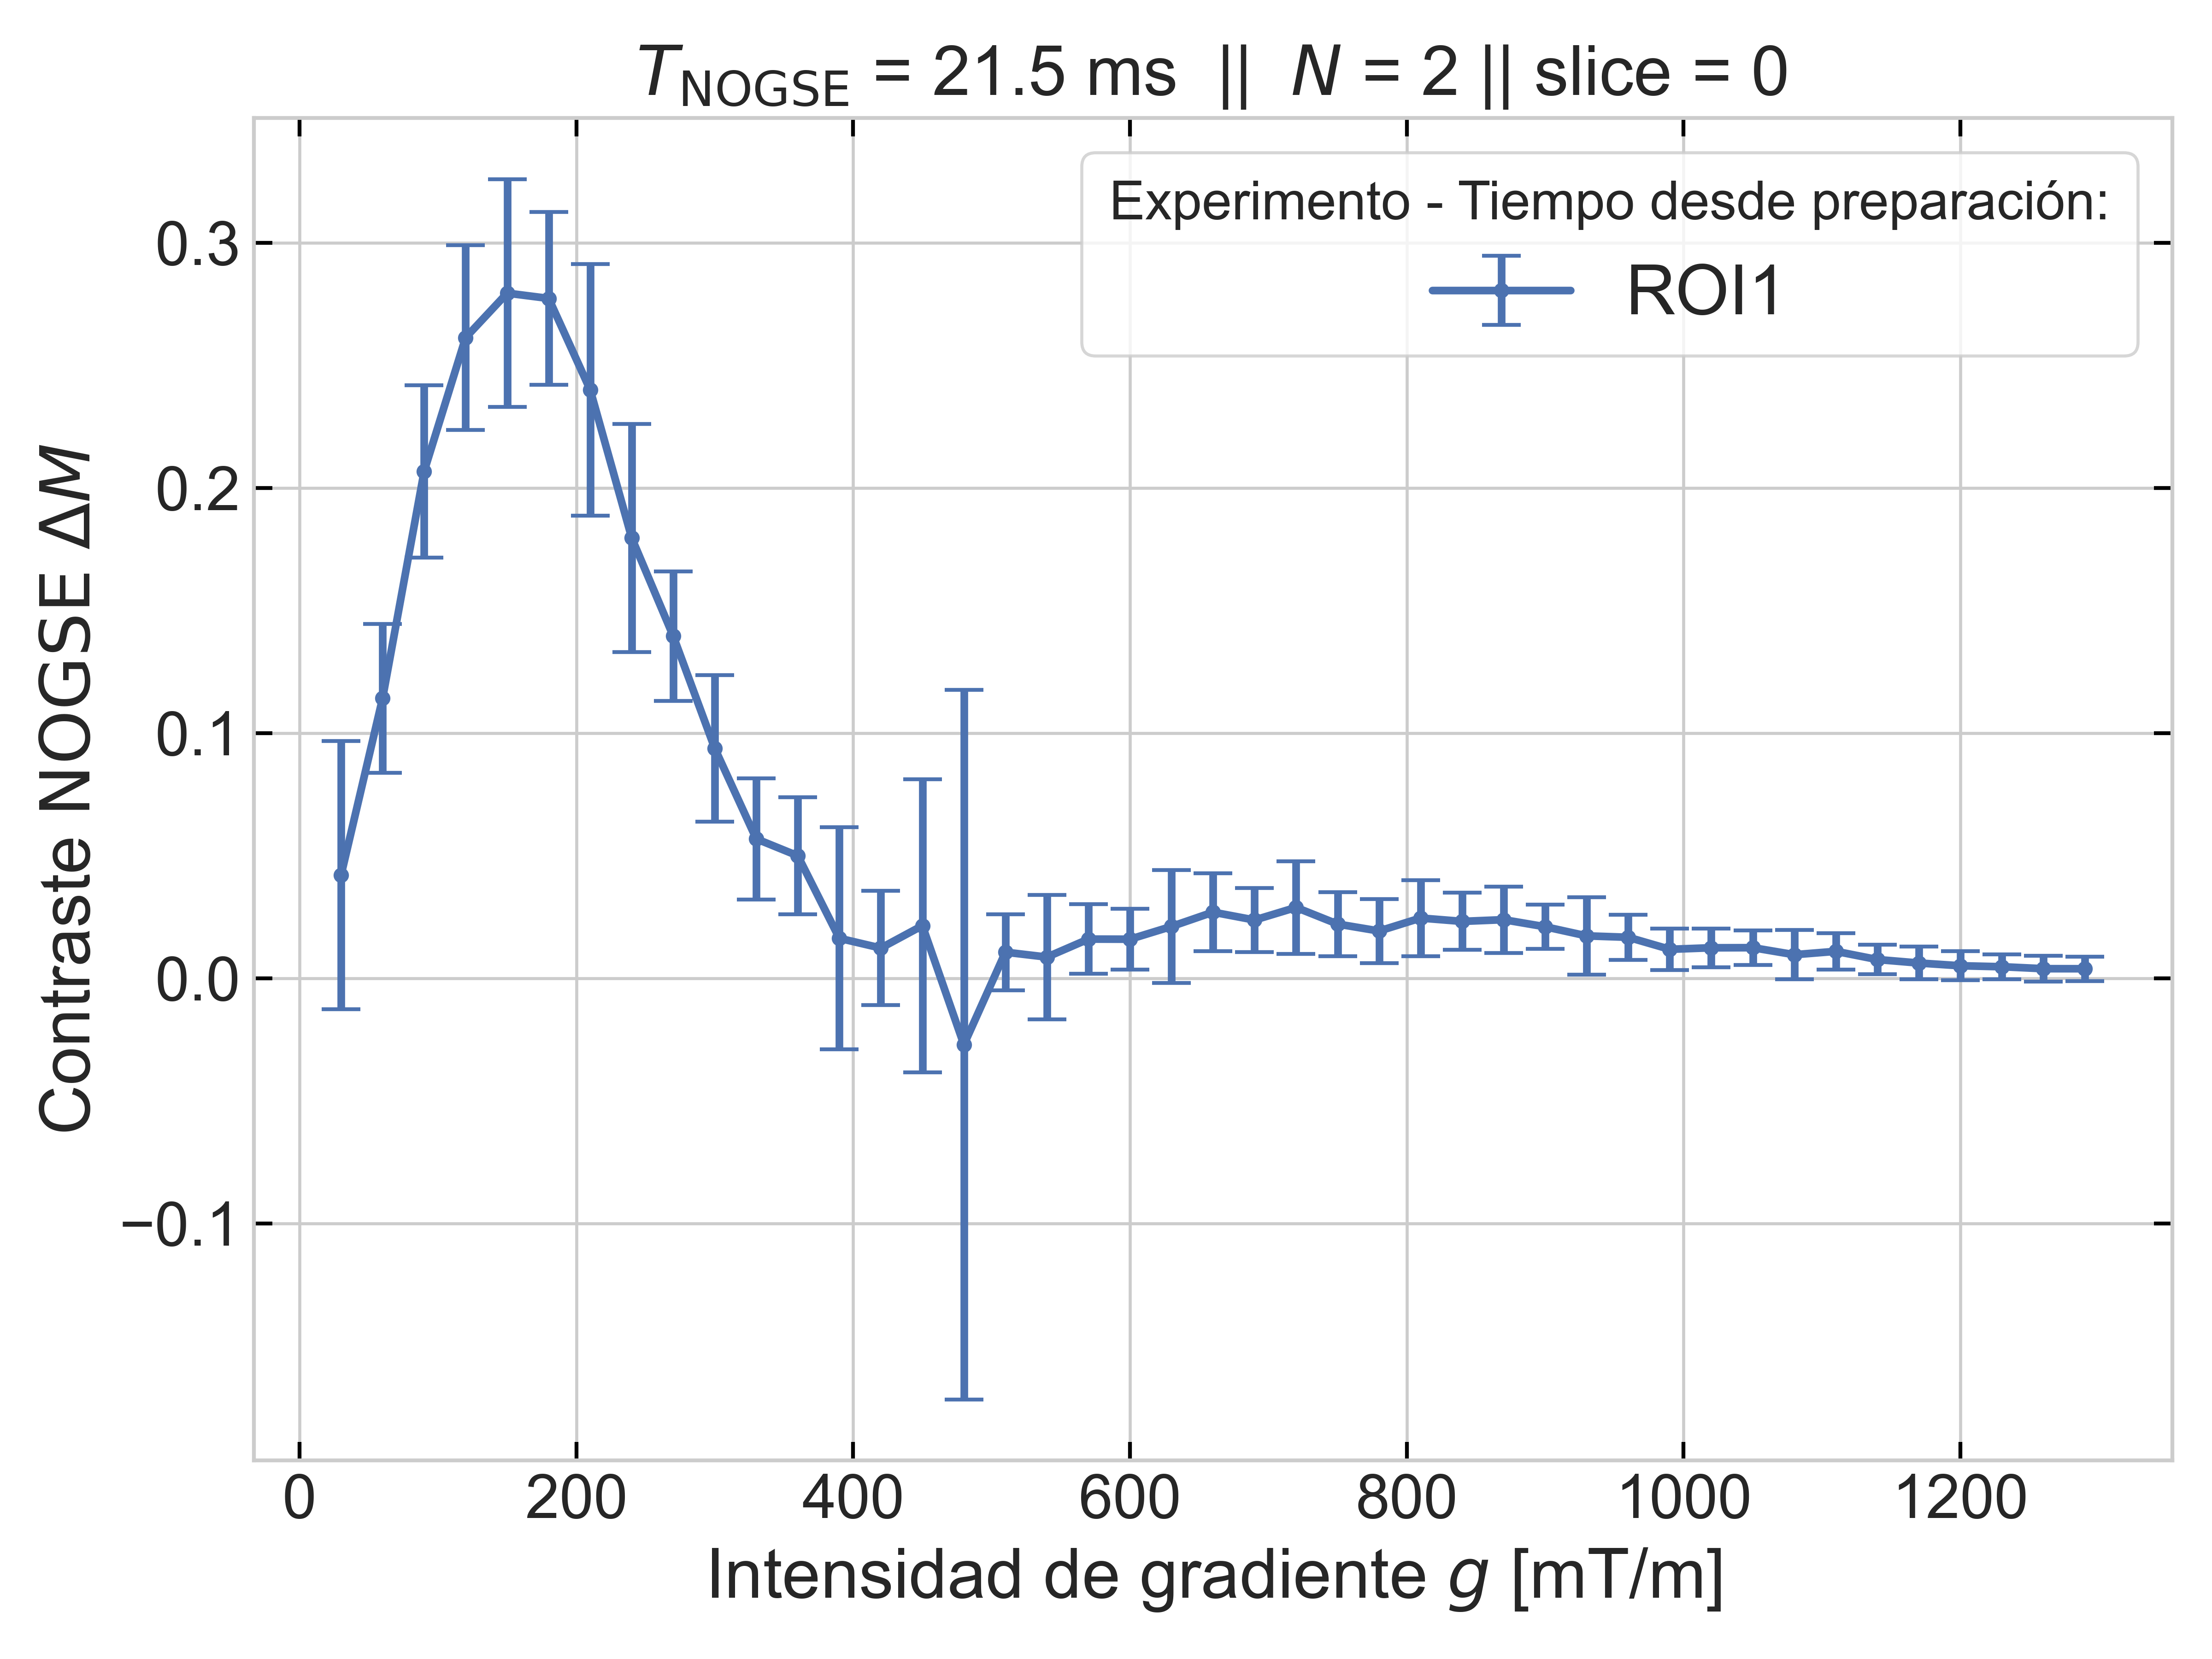 T_NOGSE = 21.5 ms || N = 2 || slice = 0
Experimento - Tiempo desde preparación:
ROI1
Contraste NOGSE ΔM
0.3
0.2
0.1
0.0
−0.1
0 200 400 600 800 1000 1200
Intensidad de gradiente g [mT/m]